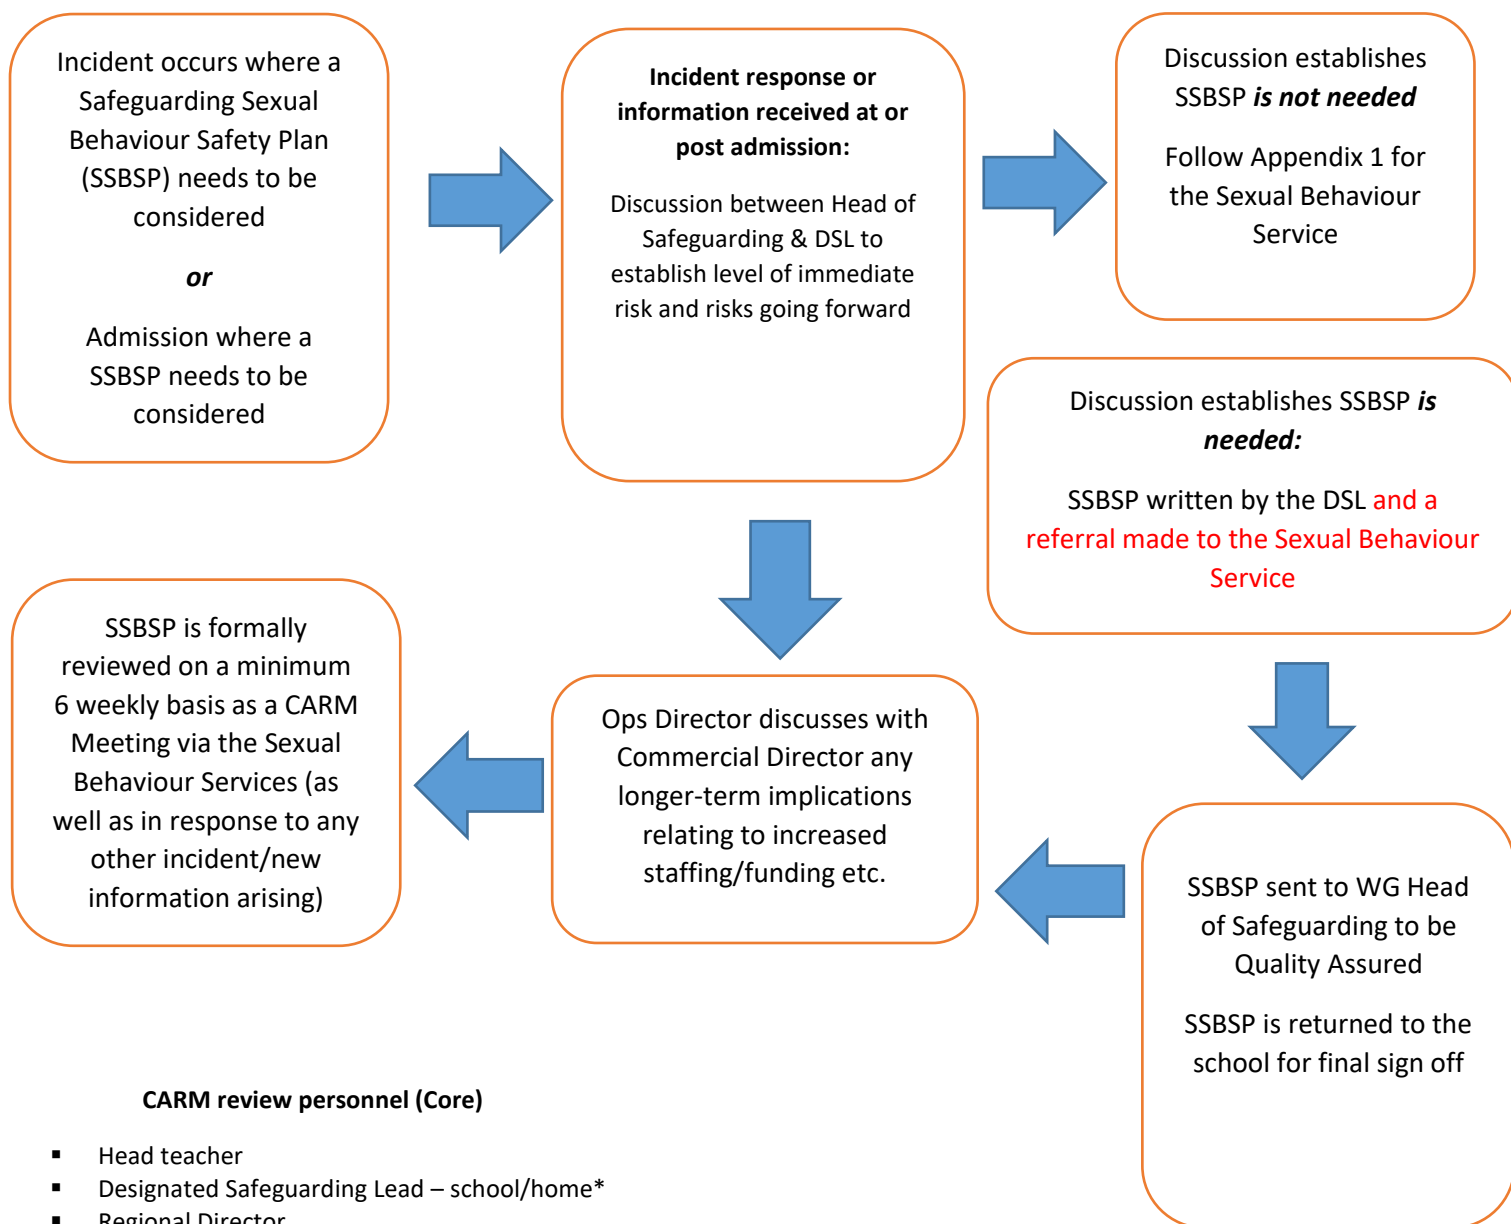 Incident occurs where a
Safeguarding Sexual
Behaviour Safety Plan
(SSBSP) needs to be
considered
or
Admission where a
SSBSP needs to be
considered
Incident response or
information received at or
post admission:
Discussion between Head of
Safeguarding & DSL to
establish level of immediate
risk and risks going forward
Discussion establishes
SSBSP is not needed
Follow Appendix 1 for
the Sexual Behaviour
Service
Discussion establishes SSBSP is
needed:
SSBSP written by the DSL and a
referral made to the Sexual Behaviour
Service
SSBSP is formally
reviewed on a minimum
6 weekly basis as a CARM
Meeting via the Sexual
Behaviour Services (as
well as in response to any
other incident/new
information arising)
Ops Director discusses with
Commercial Director any
longer-term implications
relating to increased
staffing/funding etc.
SSBSP sent to WG Head
of Safeguarding to be
Quality Assured
SSBSP is returned to the
school for final sign off
CARM review personnel (Core)
▪ Head teacher
▪ Designated Safeguarding Lead – school/home*
▪ Regional Director